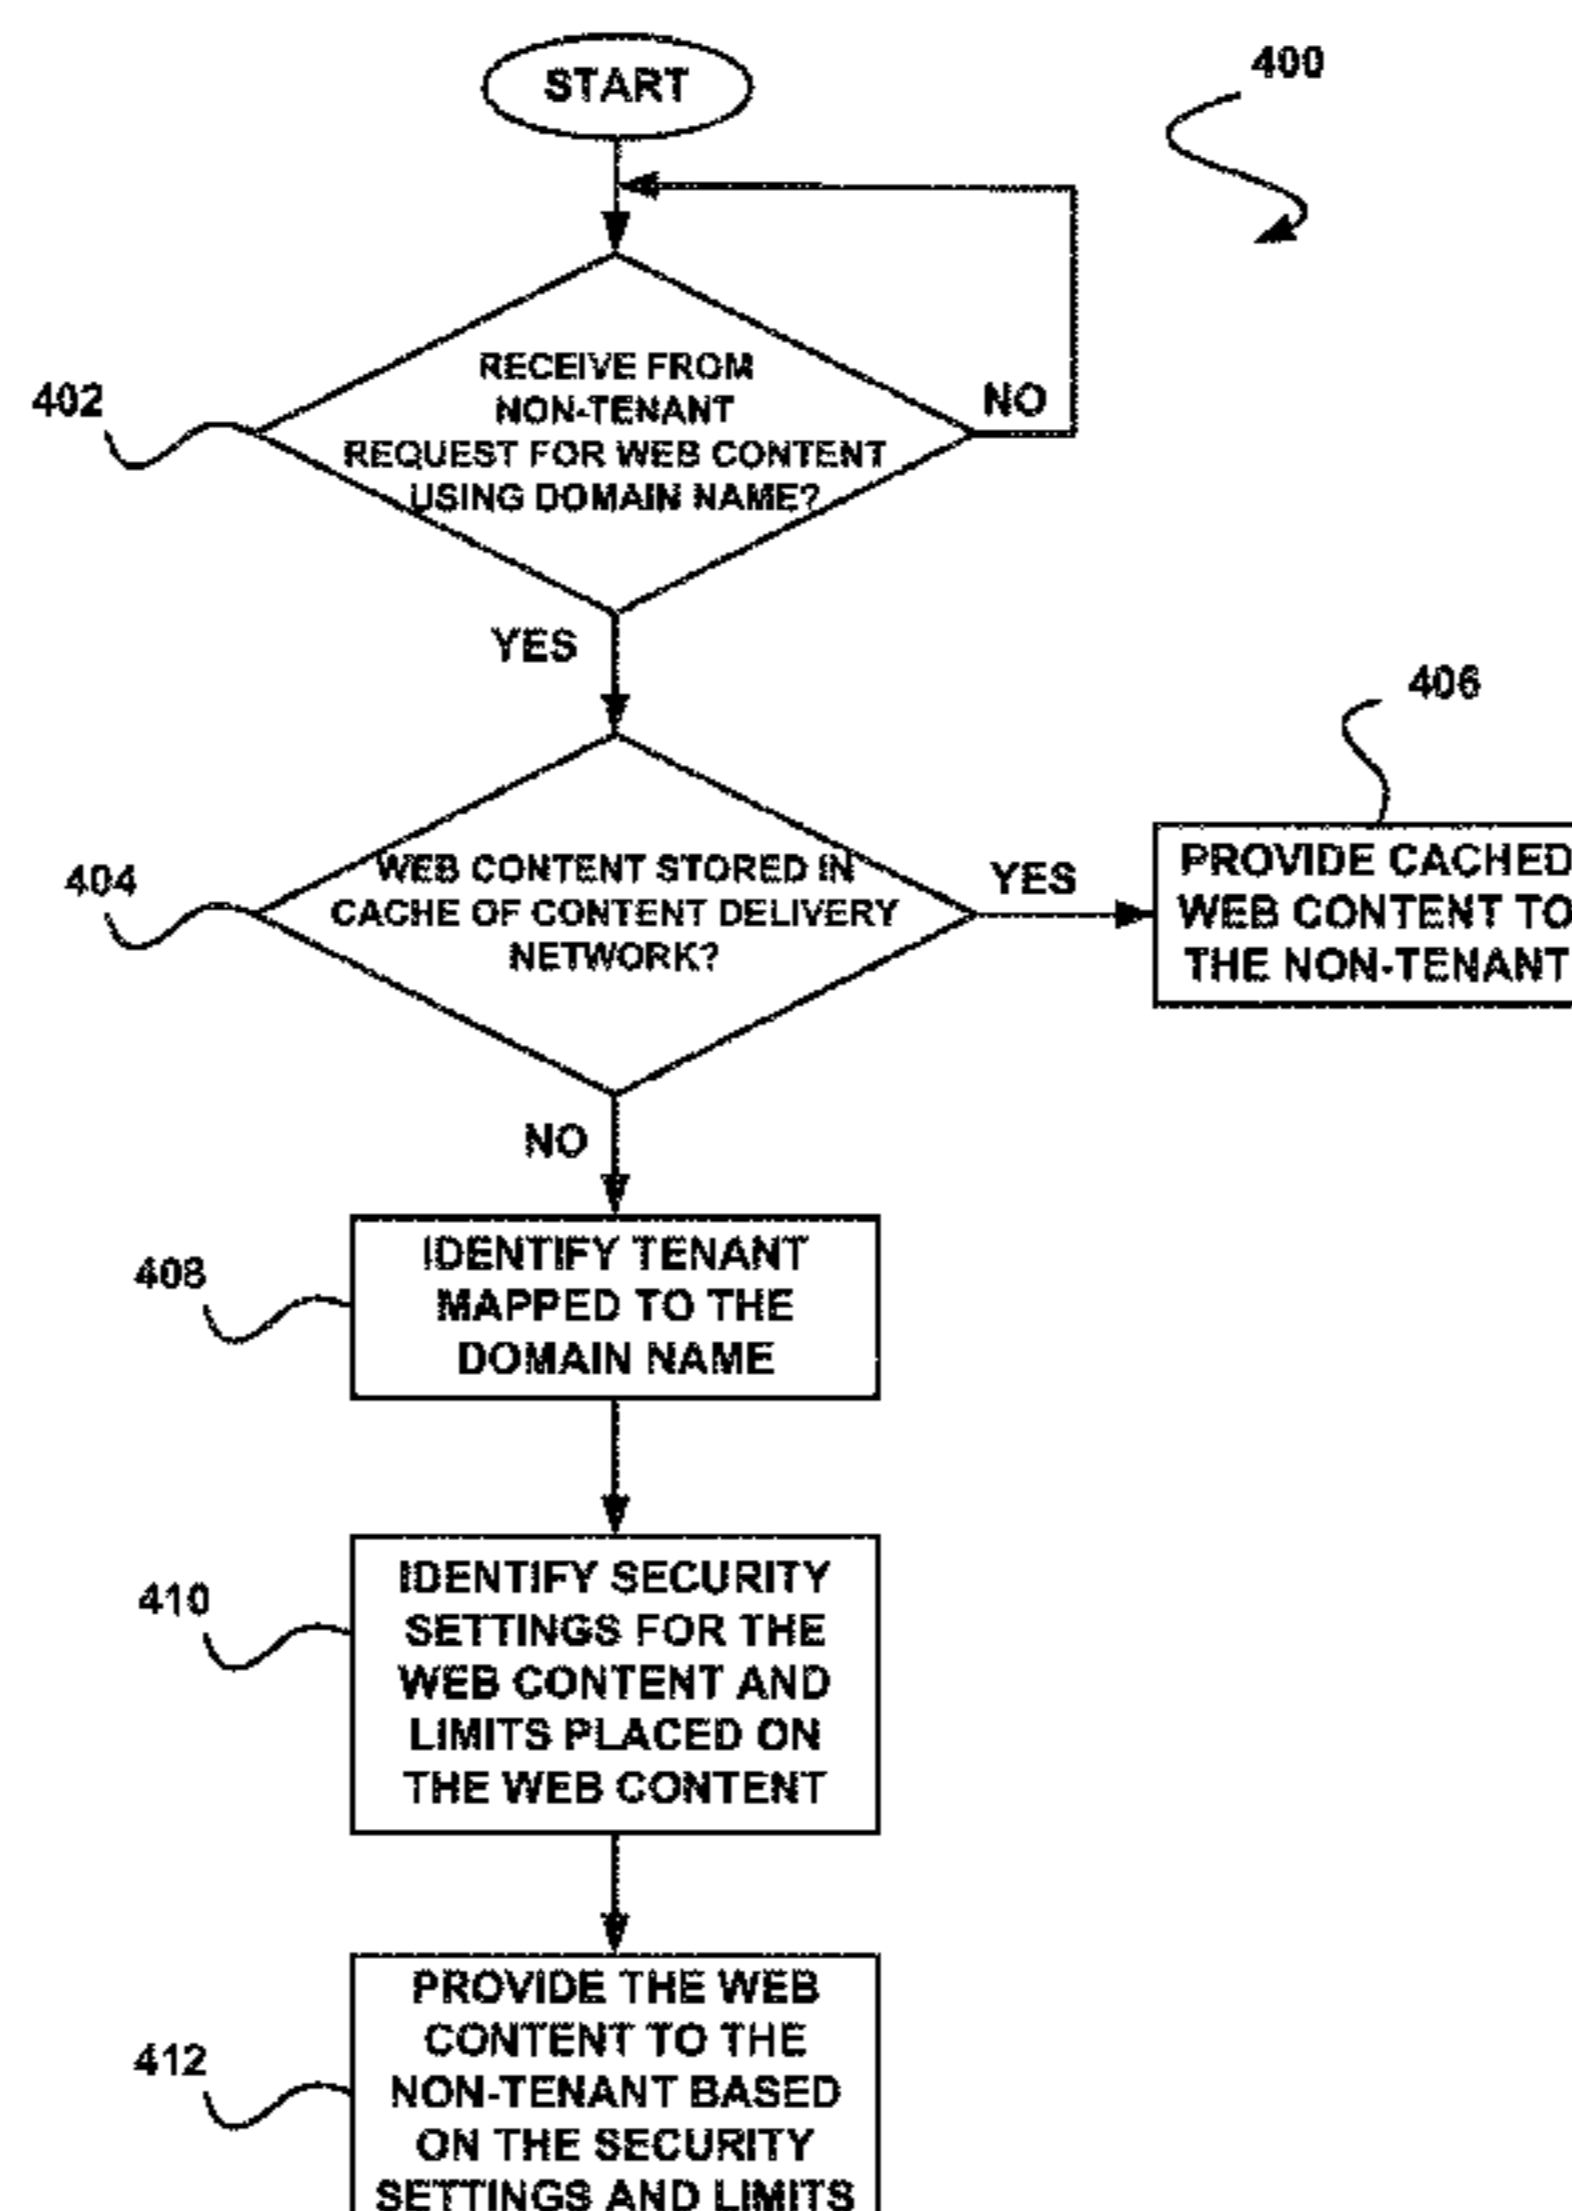 START
400
402
RECEIVE FROM
NON-TENANT
REQUEST FOR WEB CONTENT
USING DOMAIN NAME?
NO
YES
404
WEB CONTENT STORED IN
CACHE OF CONTENT DELIVERY
NETWORK?
YES
406
PROVIDE CACHED
WEB CONTENT TO
THE NON-TENANT
NO
408
IDENTIFY TENANT
MAPPED TO THE
DOMAIN NAME
410
IDENTIFY SECURITY
SETTINGS FOR THE
WEB CONTENT AND
LIMITS PLACED ON
THE WEB CONTENT
412
PROVIDE THE WEB
CONTENT TO THE
NON-TENANT BASED
ON THE SECURITY
SETTINGS AND LIMITS